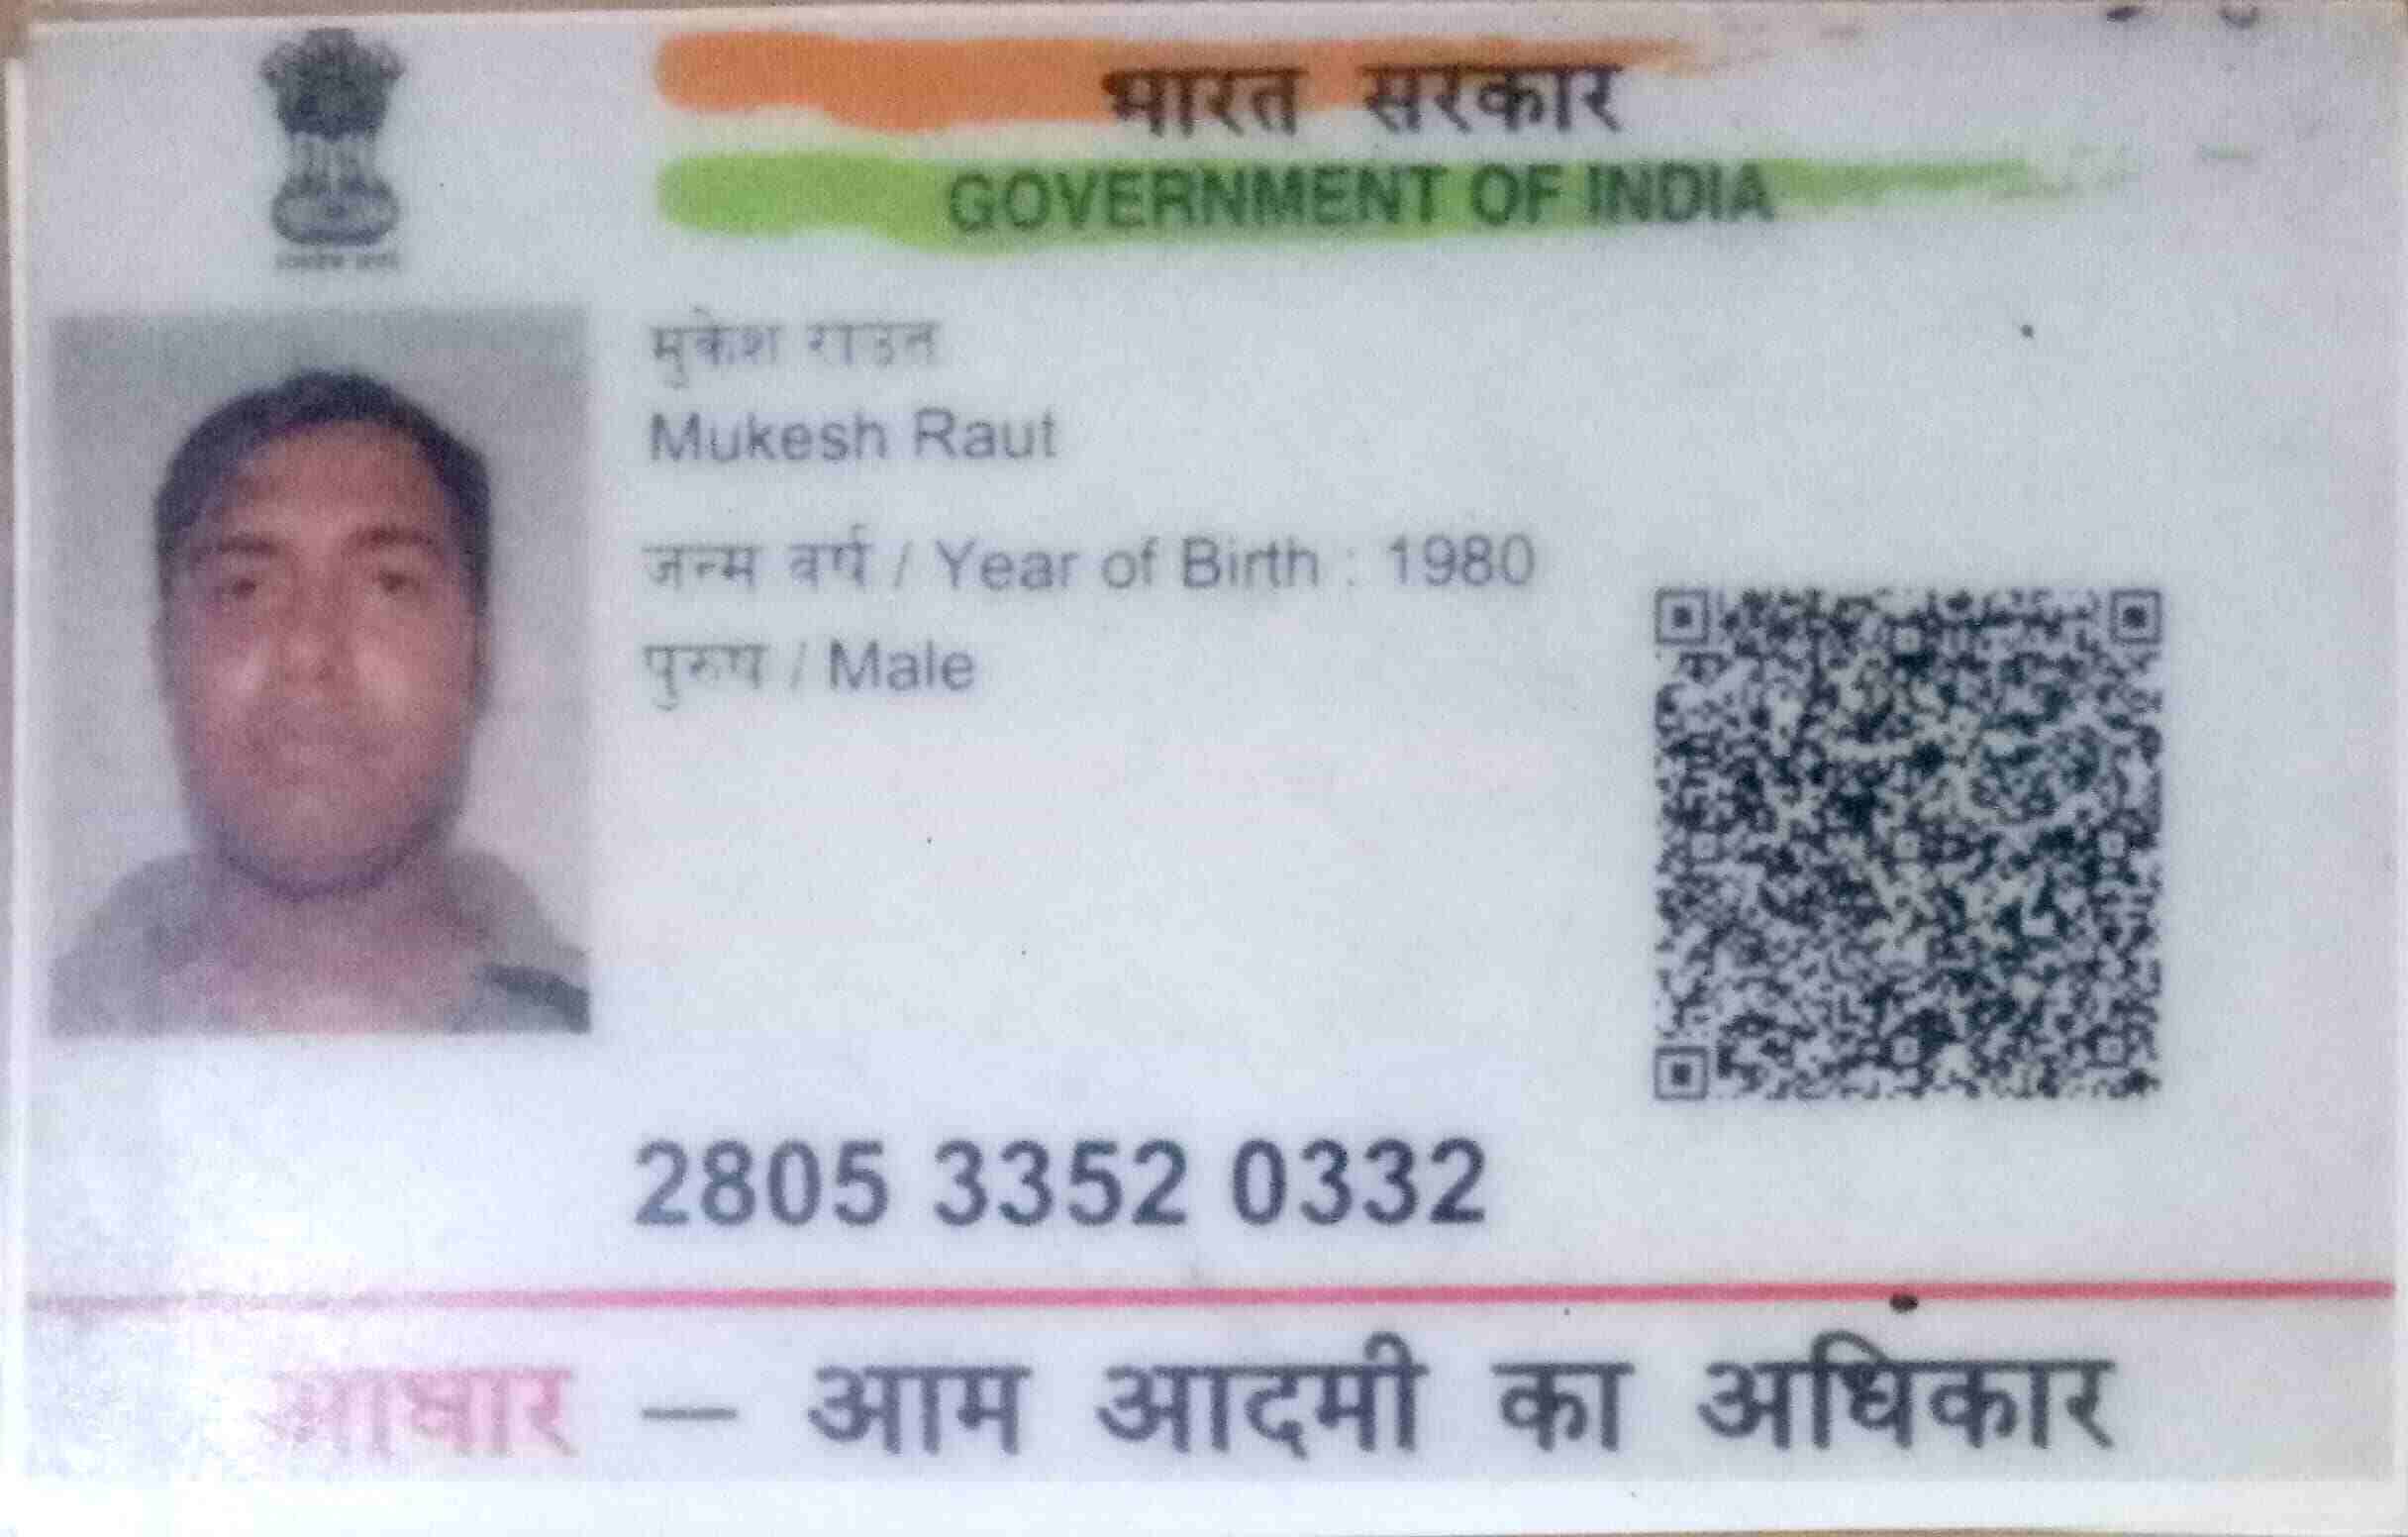 भारत सरकार
GOVERNMENT OF INDIA
मुकेश राउत
Mukesh Raut
जन्म वर्ष / Year of Birth : 1980
पुरुष / Male
2805 3352 0332
आधार — आम आदमी का अधिकार